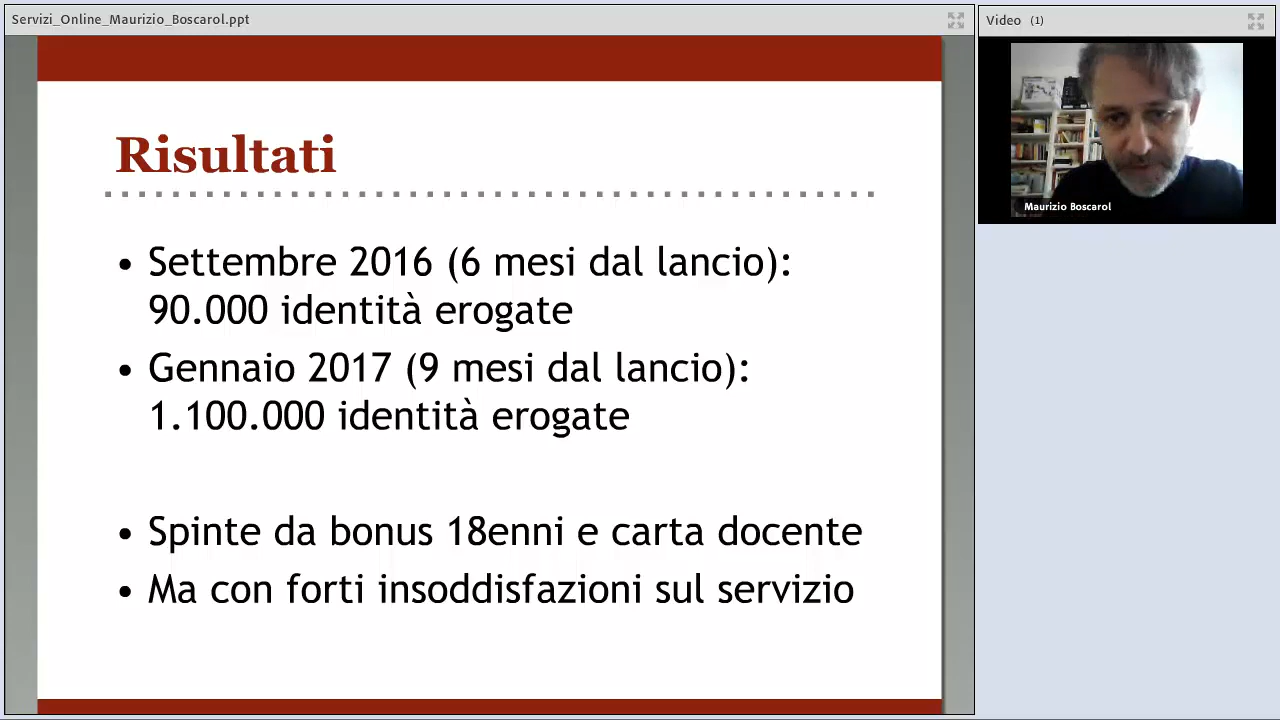 Servizi_Online_Maurizio_Boscarol.ppt
Video (1)
Risultati
• Settembre 2016 (6 mesi dal lancio):
90.000 identità erogate
• Gennaio 2017 (9 mesi dal lancio):
1.100.000 identità erogate
• Spinte da bonus 18enni e carta docente
• Ma con forti insoddisfazioni sul servizio
Maurizio Boscarol